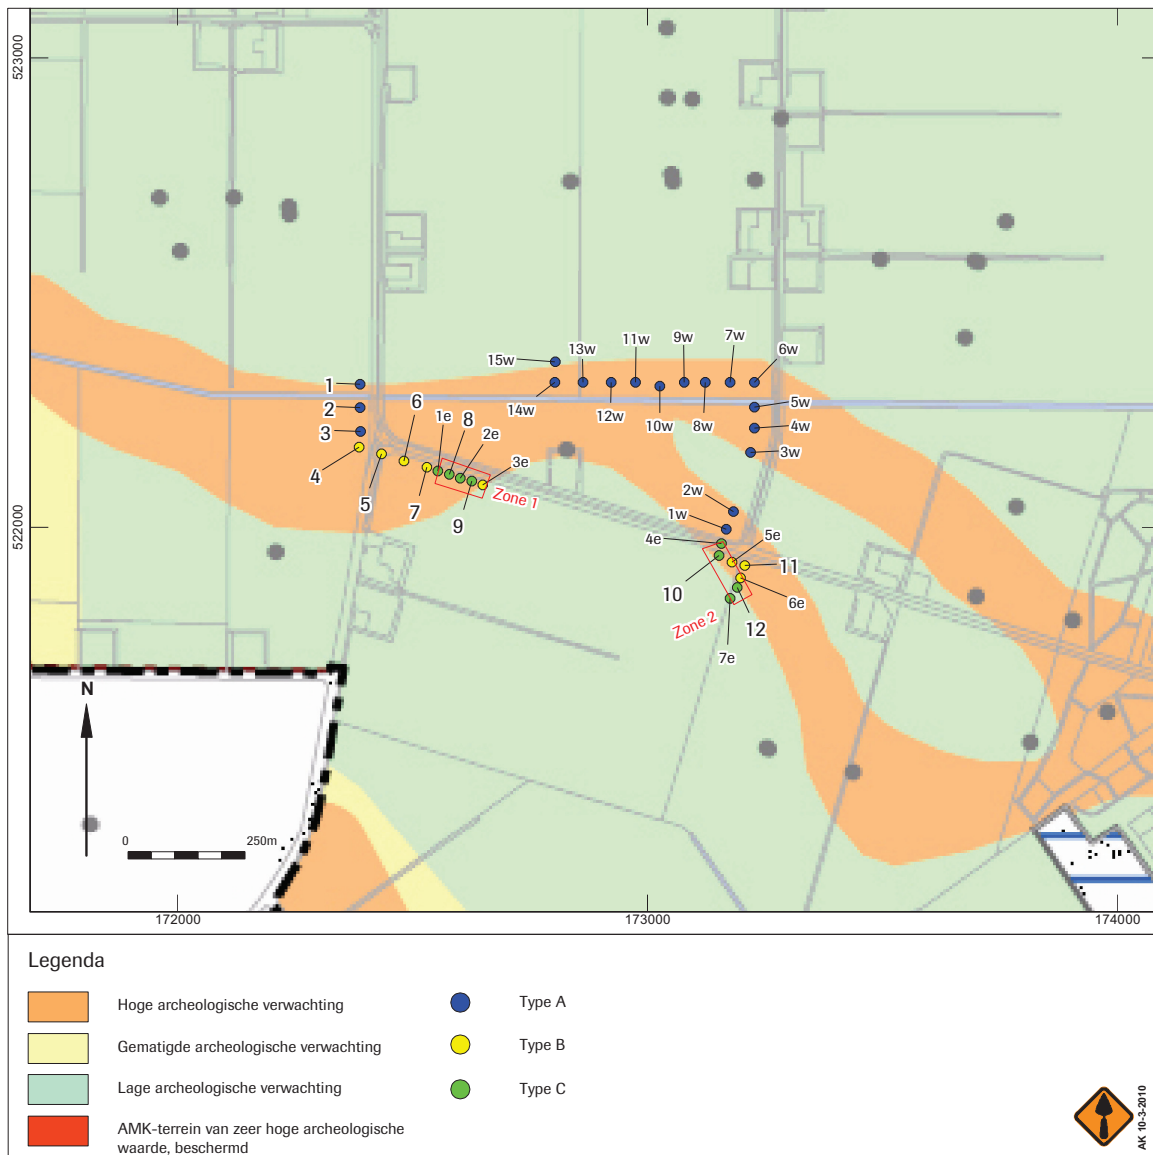 523000
522000
15w
13w
11w
9w
7w
6w
1
2
3
4
6
1e
8
2e
14w
12w
10w
8w
5w
4w
3w
5
7
3e
Zone 1
9
2w
1w
4e
5e
11
10
6e
Zone 2
12
7e
N
0 250m
172000 173000 174000
Legenda
Hoge archeologische verwachting
Gematigde archeologische verwachting
Lage archeologische verwachting
AMK-terrein van zeer hoge archeologische
waarde, beschermd
Type A
Type B
Type C
AK 10-3-2010